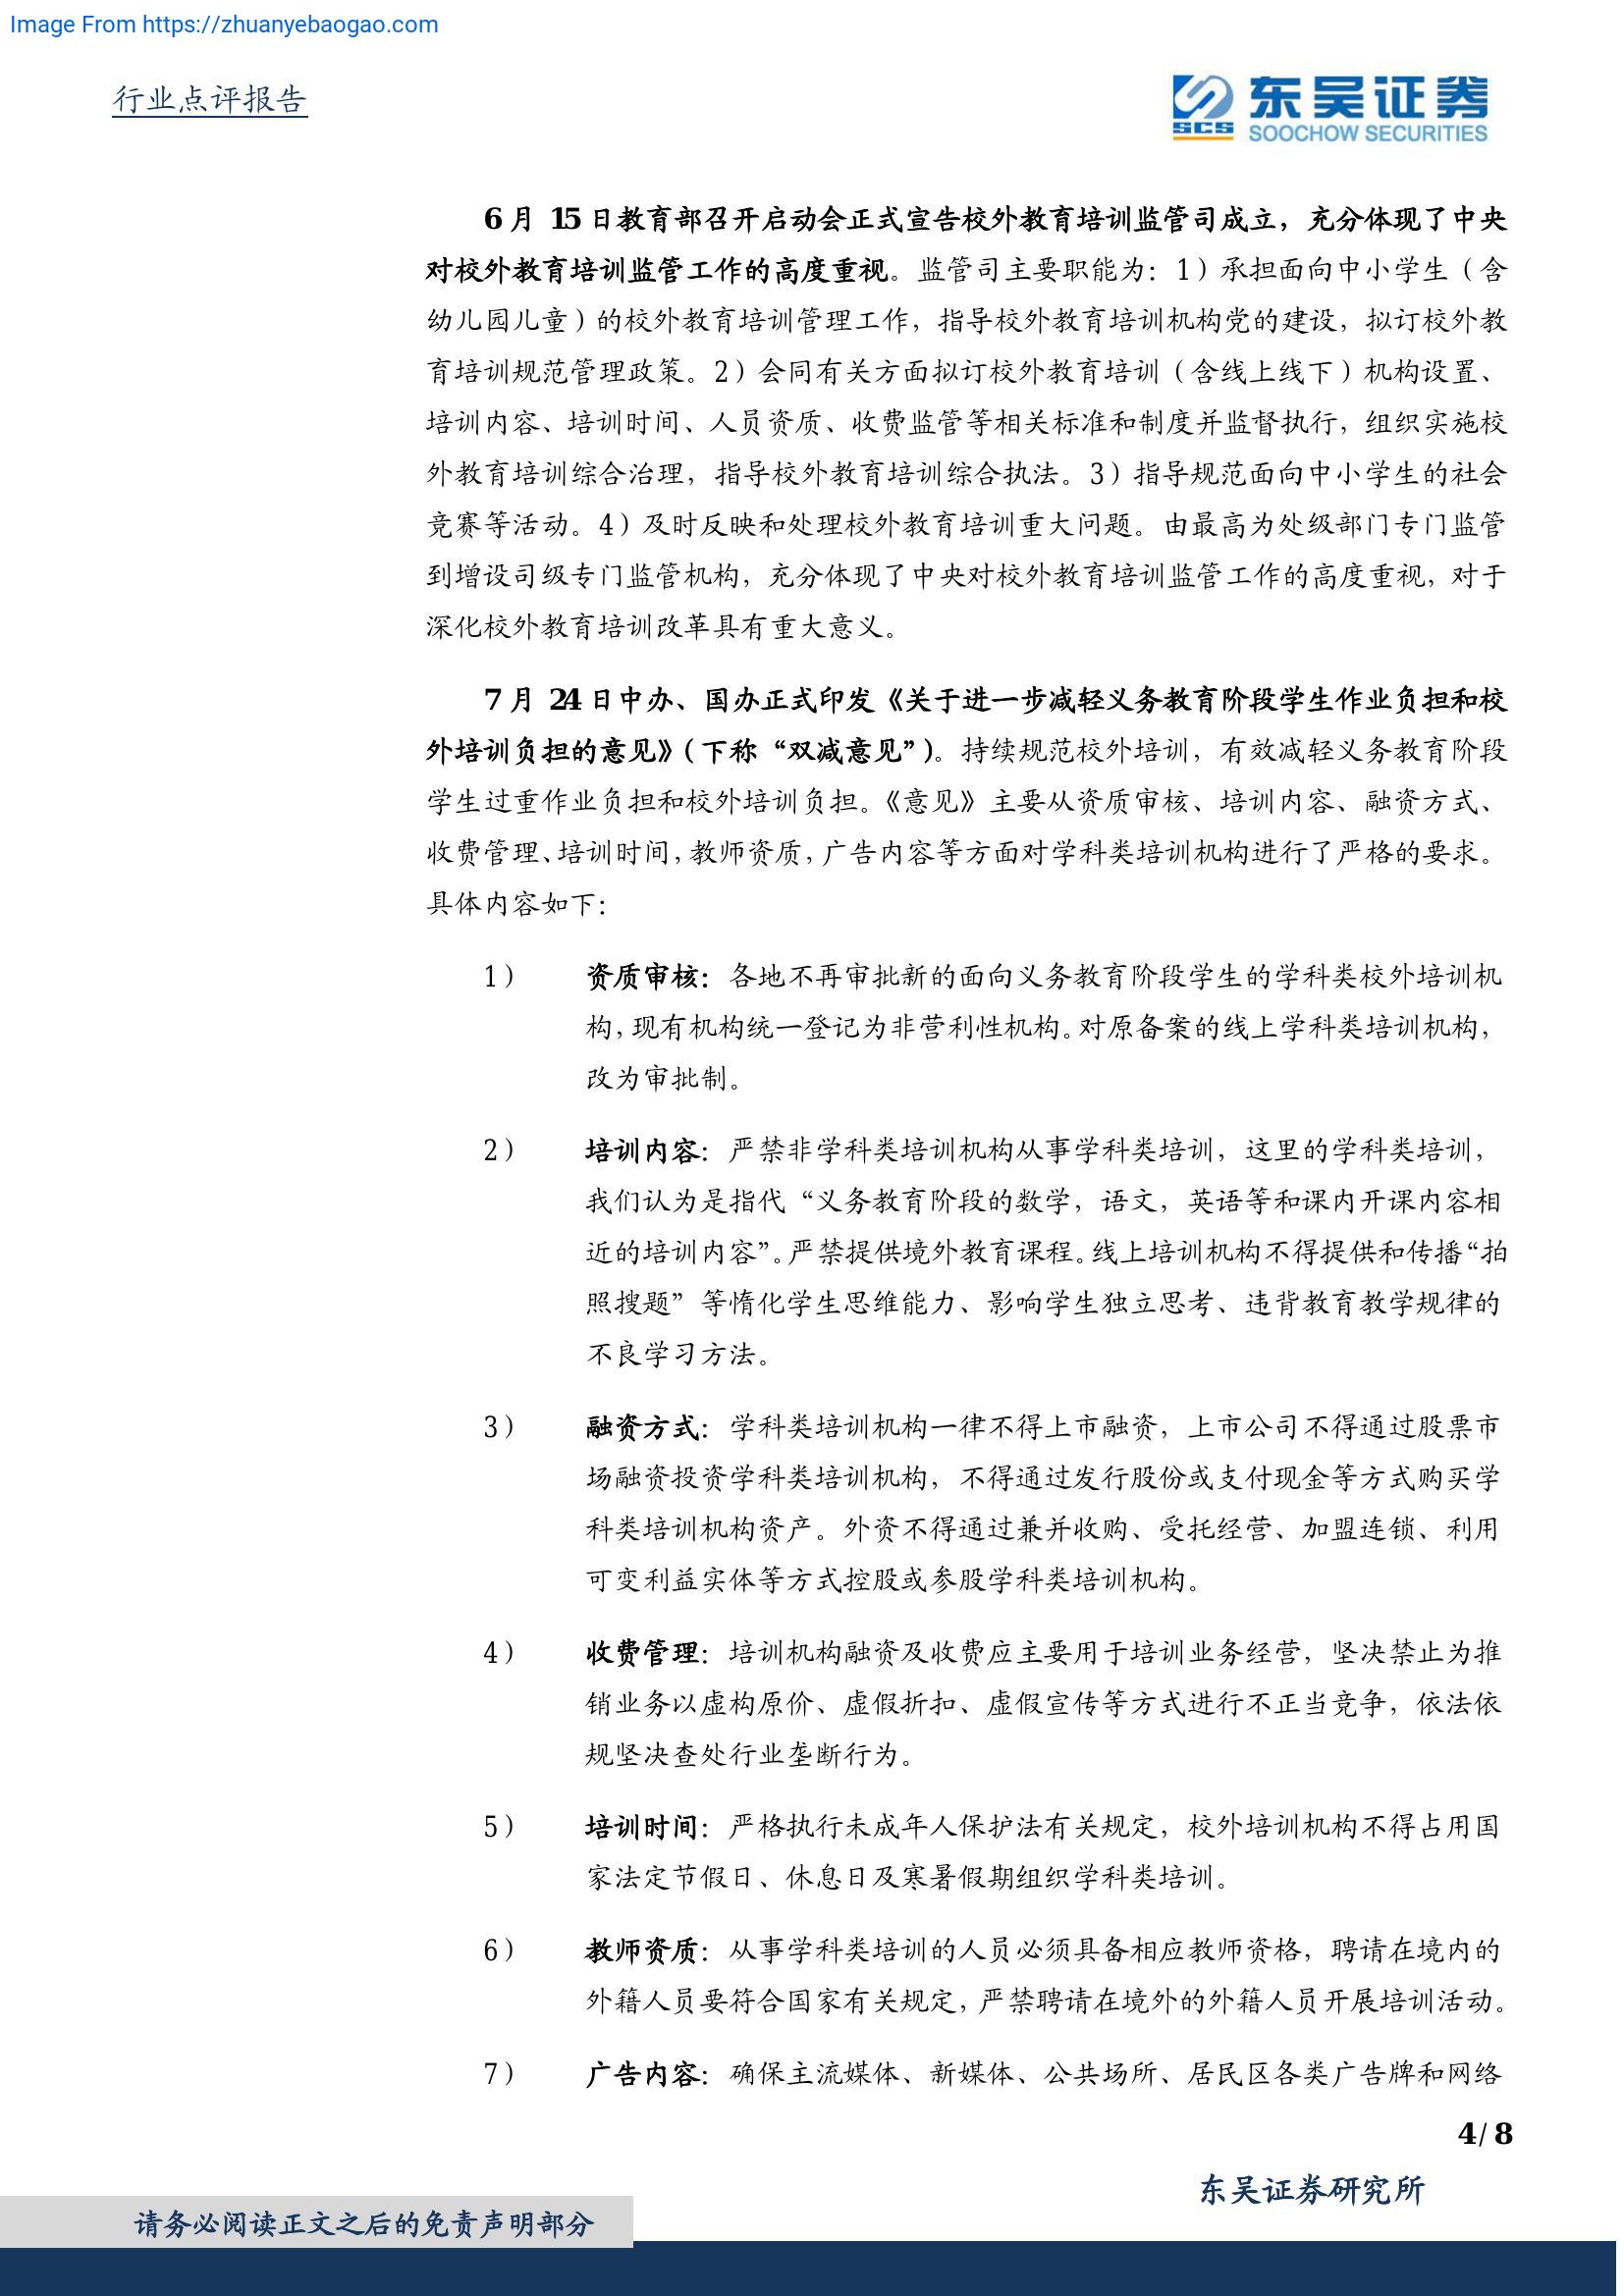 Image From https://zhuanyebaogao.com
行业点评报告
东吴证券
SCS
SOOCHOW SECURITIES
6 月 15 日教育部召开启动会正式宣告校外教育培训监管司成立，充分体现了中央
对校外教育培训监管工作的高度重视。监管司主要职能为：1）承担面向中小学生（含
幼儿园儿童）的校外教育培训管理工作，指导校外教育培训机构党的建设，拟订校外教
育培训规范管理政策。2）会同有关方面拟订校外教育培训（含线上线下）机构设置、
培训内容、培训时间、人员资质、收费监管等相关标准和制度并监督执行，组织实施校
外教育培训综合治理，指导校外教育培训综合执法。3）指导规范面向中小学生的社会
竞赛等活动。4）及时反映和处理校外教育培训重大问题。由最高为处级部门专门监管
到增设司级专门监管机构，充分体现了中央对校外教育培训监管工作的高度重视，对于
深化校外教育培训改革具有重大意义。
7 月 24 日中办、国办正式印发《关于进一步减轻义务教育阶段学生作业负担和校
外培训负担的意见》（下称“双减意见”）。持续规范校外培训，有效减轻义务教育阶段
学生过重作业负担和校外培训负担。《意见》主要从资质审核、培训内容、融资方式、
收费管理、培训时间，教师资质，广告内容等方面对学科类培训机构进行了严格的要求。
具体内容如下：
1） 资质审核：各地不再审批新的面向义务教育阶段学生的学科类校外培训机
构，现有机构统一登记为非营利性机构。对原备案的线上学科类培训机构，
改为审批制。
2） 培训内容：严禁非学科类培训机构从事学科类培训，这里的学科类培训，
我们认为是指代“义务教育阶段的数学，语文，英语等和课内开课内容相
近的培训内容”。严禁提供境外教育课程。线上培训机构不得提供和传播“拍
照搜题”等惰化学生思维能力、影响学生独立思考、违背教育教学规律的
不良学习方法。
3） 融资方式：学科类培训机构一律不得上市融资，上市公司不得通过股票市
场融资投资学科类培训机构，不得通过发行股份或支付现金等方式购买学
科类培训机构资产。外资不得通过兼并收购、受托经营、加盟连锁、利用
可变利益实体等方式控股或参股学科类培训机构。
4） 收费管理：培训机构融资及收费应主要用于培训业务经营，坚决禁止为推
销业务以虚构原价、虚假折扣、虚假宣传等方式进行不正当竞争，依法依
规坚决查处行业垄断行为。
5） 培训时间：严格执行未成年人保护法有关规定，校外培训机构不得占用国
家法定节假日、休息日及寒暑假期组织学科类培训。
6） 教师资质：从事学科类培训的人员必须具备相应教师资格，聘请在境内的
外籍人员要符合国家有关规定，严禁聘请在境外的外籍人员开展培训活动。
7） 广告内容：确保主流媒体、新媒体、公共场所、居民区各类广告牌和网络
4/ 8
东吴证券研究所
请务必阅读正文之后的免责声明部分